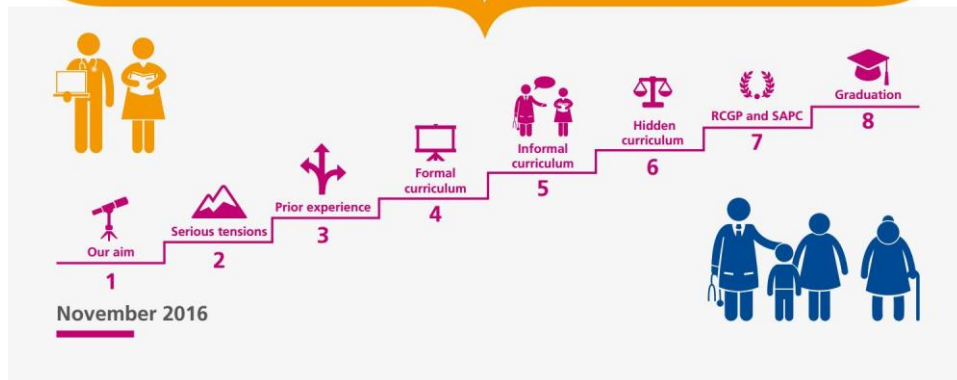 Our aim
1
Serious tensions
2
Prior experience
3
Formal
curriculum
4
Informal
curriculum
5
Hidden
curriculum
6
RCGP and SAPC
7
Graduation
8
November 2016